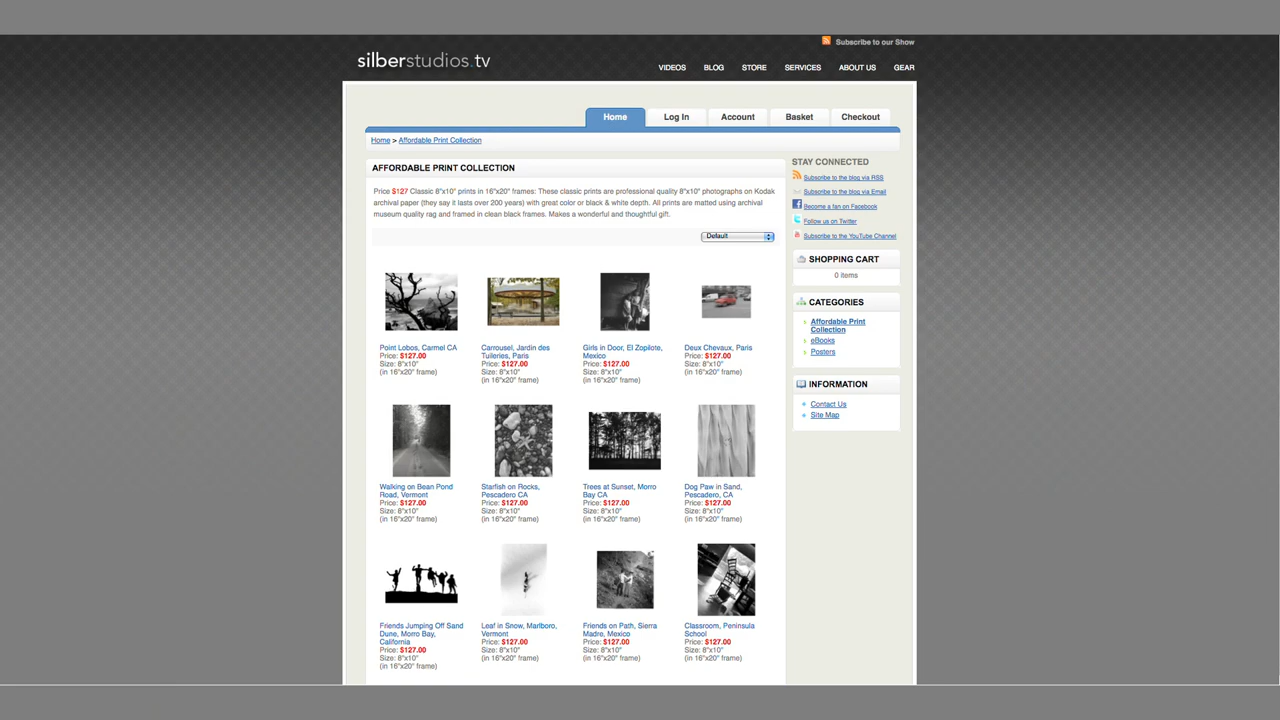 Subscribe to our Show
silberstudios.tv
VIDEOS BLOG STORE SERVICES ABOUT US GEAR
Home Log In Account Basket Checkout
Home > Affordable Print Collection
AFFORDABLE PRINT COLLECTION
Price $127 Classic 8"x10" prints in 16"x20" frames: These classic prints are professional quality 8"x10" photographs on Kodak
archival paper (they say it lasts over 200 years) with great color or black & white depth. All prints are matted using archival
museum quality rag and framed in clean black frames. Makes a wonderful and thoughtful gift.
Default
Point Lobos, Carmel CA
Price: $127.00
Size: 8"x10"
(in 16"x20" frame)
Carrousel, Jardin des
Tuileries, Paris
Price: $127.00
Size: 8"x10"
(in 16"x20" frame)
Girls in Door, El Zopilote,
Mexico
Price: $127.00
Size: 8"x10"
(in 16"x20" frame)
Deux Chevaux, Paris
Price: $127.00
Size: 8"x10"
(in 16"x20" frame)
Walking on Bean Pond
Road, Vermont
Price: $127.00
Size: 8"x10"
(in 16"x20" frame)
Starfish on Rocks,
Pescadero CA
Price: $127.00
Size: 8"x10"
(in 16"x20" frame)
Trees at Sunset, Morro
Bay CA
Price: $127.00
Size: 8"x10"
(in 16"x20" frame)
Dog Paw in Sand,
Pescadero, CA
Price: $127.00
Size: 8"x10"
(in 16"x20" frame)
Friends Jumping Off Sand
Dune, Morro Bay,
California
Price: $127.00
Size: 8"x10"
(in 16"x20" frame)
Leaf in Snow, Marlboro,
Vermont
Price: $127.00
Size: 8"x10"
(in 16"x20" frame)
Friends on Path, Sierra
Madre, Mexico
Price: $127.00
Size: 8"x10"
(in 16"x20" frame)
Classroom, Peninsula
School
Price: $127.00
Size: 8"x10"
(in 16"x20" frame)
STAY CONNECTED
Subscribe to the blog via RSS
Subscribe to the blog via Email
Become a fan on Facebook
Follow us on Twitter
Subscribe to the YouTube Channel
SHOPPING CART
0 items
CATEGORIES
Affordable Print
Collection
eBooks
Posters
INFORMATION
Contact Us
Site Map